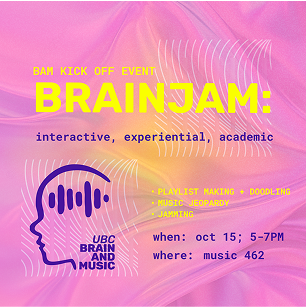 BAM KICK OFF EVENT
BRAINJAM:
interactive, experiential, academic
• PLAYLIST MAKING + DOODLING
• MUSIC JEOPARDY
• JAMMING
UBC
BRAIN
AND
MUSIC
when: oct 15; 5-7PM
where: music 462